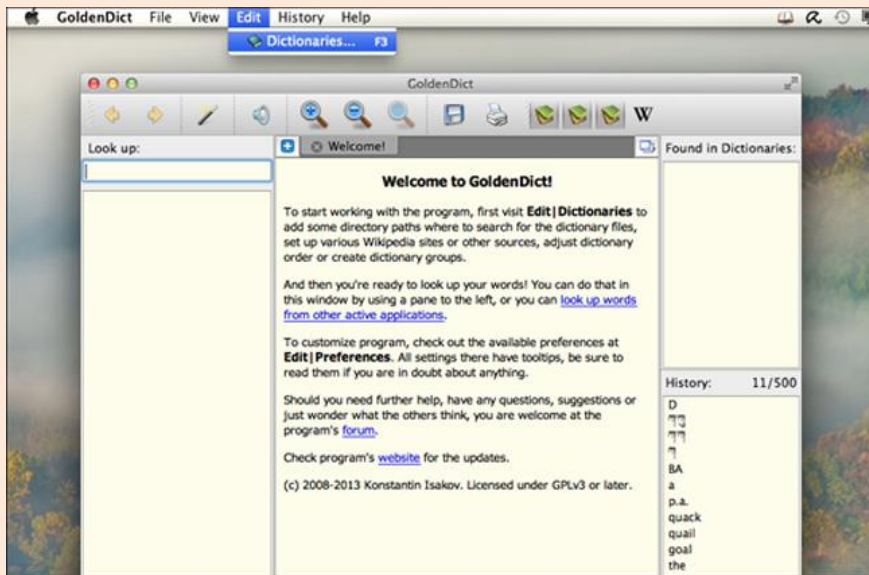 GoldenDict File View Edit History Help
Dictionaries... F3
GoldenDict
W
Look up:
Welcome!
Found in Dictionaries:
Welcome to GoldenDict!
To start working with the program, first visit Edit|Dictionaries to
add some directory paths where to search for the dictionary files,
set up various Wikipedia sites or other sources, adjust dictionary
order or create dictionary groups.
And then you're ready to look up your words! You can do that in
this window by using a pane to the left, or you can look up words
from other active applications.
To customize program, check out the available preferences at
Edit|Preferences. All settings there have tooltips, be sure to
read them if you are in doubt about anything.
Should you need further help, have any questions, suggestions or
just wonder what the others think, you are welcome at the
program's forum.
Check program's website for the updates.
(c) 2008-2013 Konstantin Isakov. Licensed under GPLv3 or later.
History: 11/500
D
BA
a
p.a.
quack
quail
goal
the